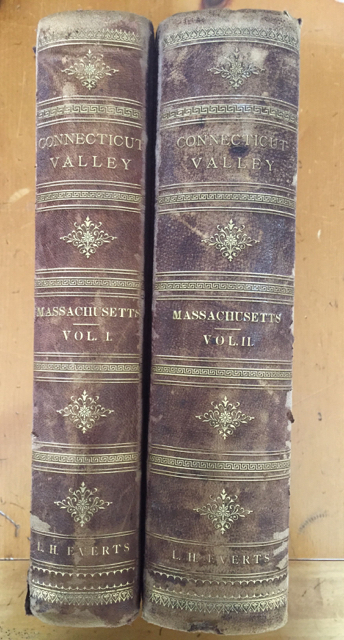 CONNECTICUT
VALLEY
MASSACHUSETTS
VOL. I.
L. H. EVERTS
CONNECTICUT
VALLEY
MASSACHUSETTS
VOL. II.
L. H. EVERTS